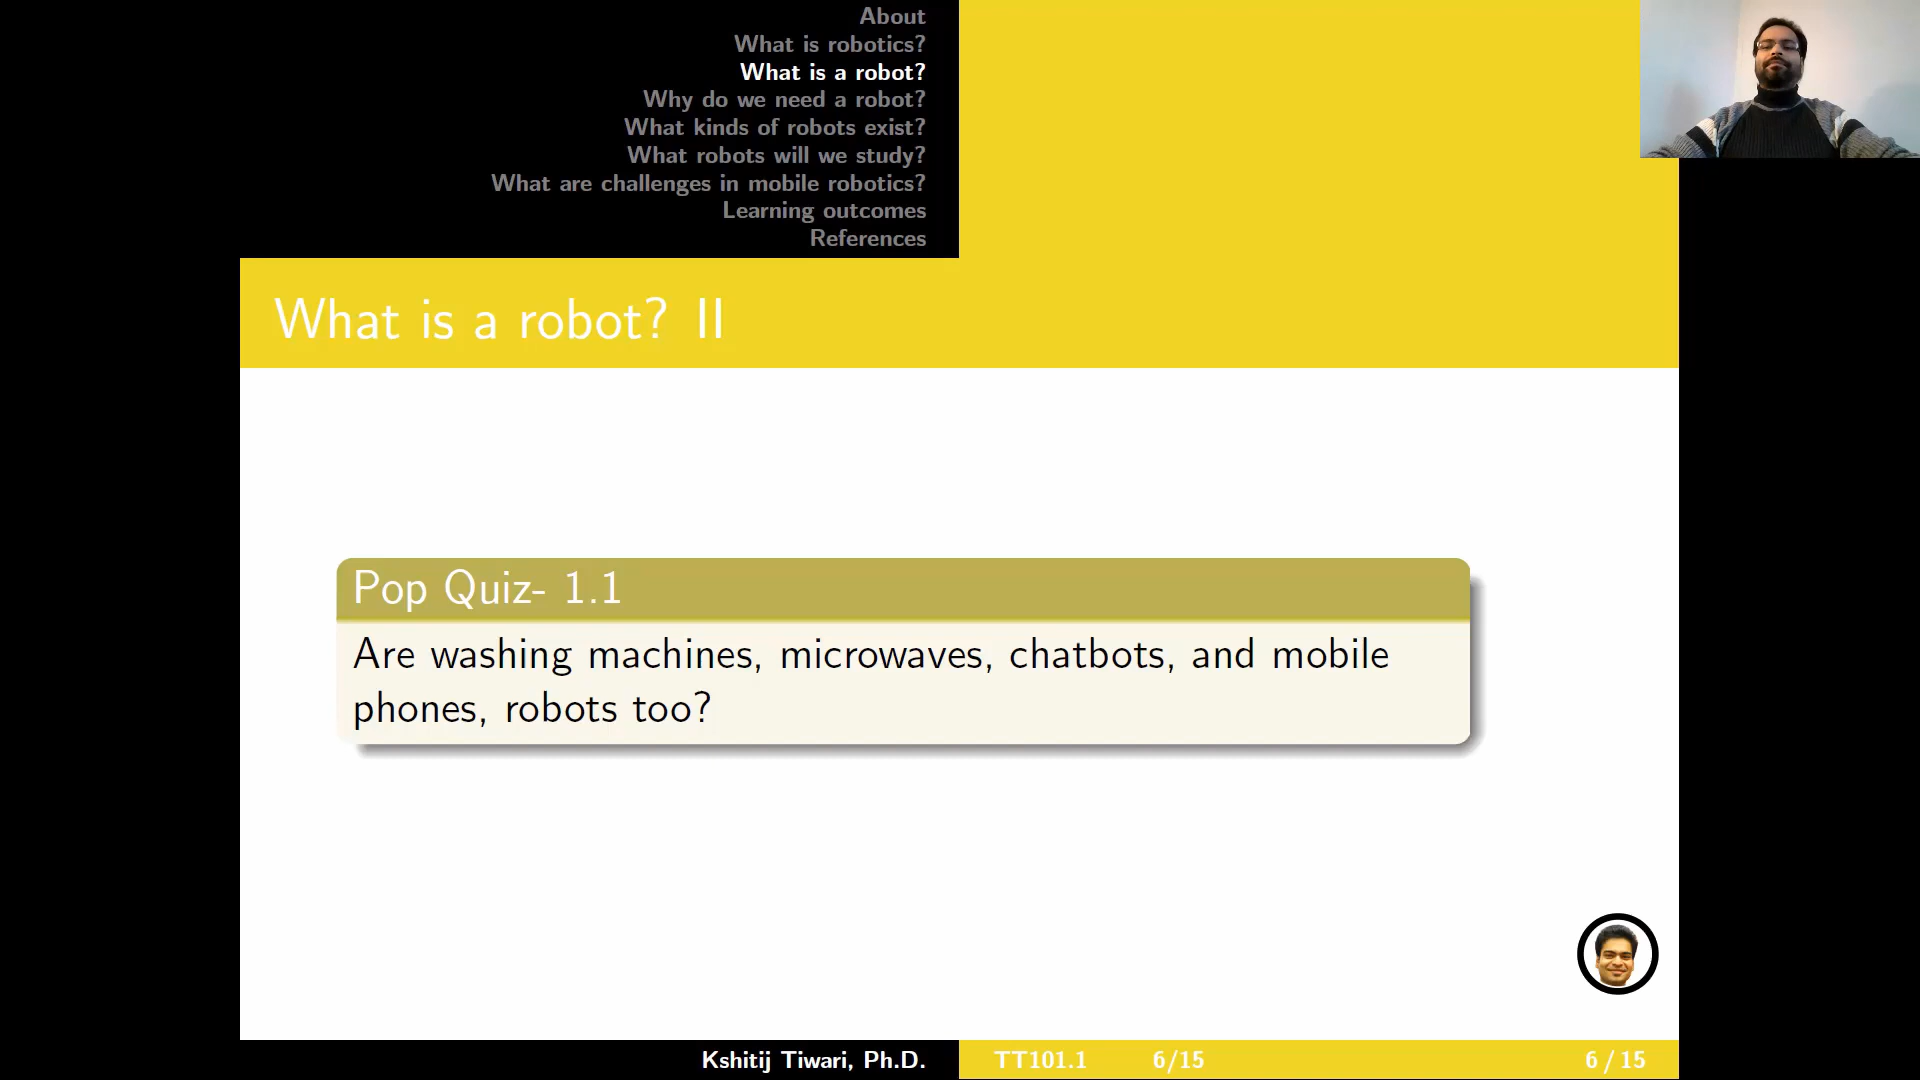 About
What is robotics?
What is a robot?
Why do we need a robot?
What kinds of robots exist?
What robots will we study?
What are challenges in mobile robotics?
Learning outcomes
References
What is a robot? II
Pop Quiz- 1.1
Are washing machines, microwaves, chatbots, and mobile
phones, robots too?
Kshitij Tiwari, Ph.D. TT101.1 6/15 6 / 15